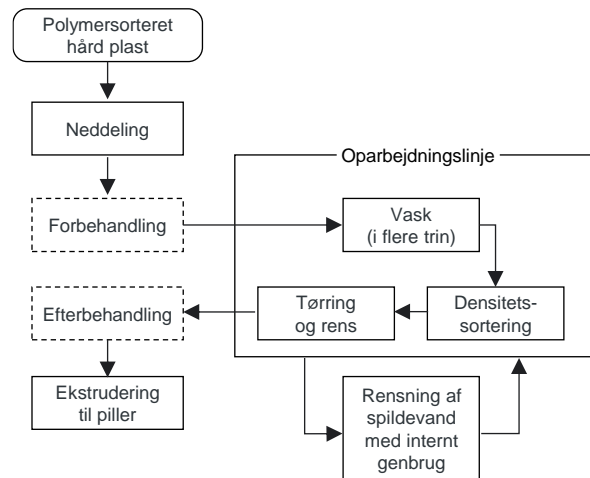 Polymersorteret
hård plast
Neddeling
Oparbejdningslinje
Forbehandling
Vask
(i flere trin)
Efterbehandling
Tørring
og rens
Densitets-
sortering
Ekstrudering
til piller
Rensning af
spildevand
med internt
genbrug